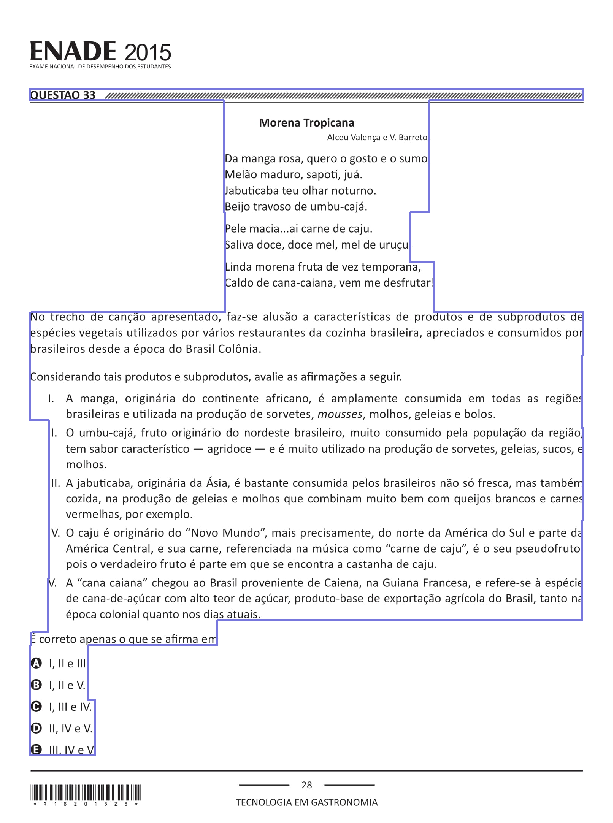 ENADE 2015
EXAME NACIONAL DE DESEMPENHO DOS ESTUDANTES
QUESTÃO 33
Morena Tropicana
Alceu Valença e V. Barreto
Da manga rosa, quero o gosto e o sumo
Melão maduro, sapoti, juá.
Jabuticaba teu olhar noturno.
Beijo travoso de umbu-cajá.
Pele macia...ai carne de caju.
Saliva doce, doce mel, mel de uruçu
Linda morena fruta de vez temporana,
Caldo de cana-caiana, vem me desfrutar!
No trecho de canção apresentado, faz-se alusão a características de produtos e de subprodutos de
espécies vegetais utilizados por vários restaurantes da cozinha brasileira, apreciados e consumidos por
brasileiros desde a época do Brasil Colônia.
Considerando tais produtos e subprodutos, avalie as afirmações a seguir.
I. A manga, originária do continente africano, é amplamente consumida em todas as regiões
brasileiras e utilizada na produção de sorvetes, mousses, molhos, geleias e bolos.
I. O umbu-cajá, fruto originário do nordeste brasileiro, muito consumido pela população da região,
tem sabor característico — agridoce — e é muito utilizado na produção de sorvetes, geleias, sucos, e
molhos.
II. A jabuticaba, originária da Ásia, é bastante consumida pelos brasileiros não só fresca, mas também
cozida, na produção de geleias e molhos que combinam muito bem com queijos brancos e carnes
vermelhas, por exemplo.
V. O caju é originário do “Novo Mundo”, mais precisamente, do norte da América do Sul e parte da
América Central, e sua carne, referenciada na música como “carne de caju”, é o seu pseudofruto
pois o verdadeiro fruto é parte em que se encontra a castanha de caju.
V. A “cana caiana” chegou ao Brasil proveniente de Caiena, na Guiana Francesa, e refere-se à espécie
de cana-de-açúcar com alto teor de açúcar, produto-base de exportação agrícola do Brasil, tanto na
época colonial quanto nos dias atuais.
É correto apenas o que se afirma em
A I, II e III
B I, II e V.
C I, III e IV.
D II, IV e V.
E III, IV e V
28
TECNOLOGIA EM GASTRONOMIA